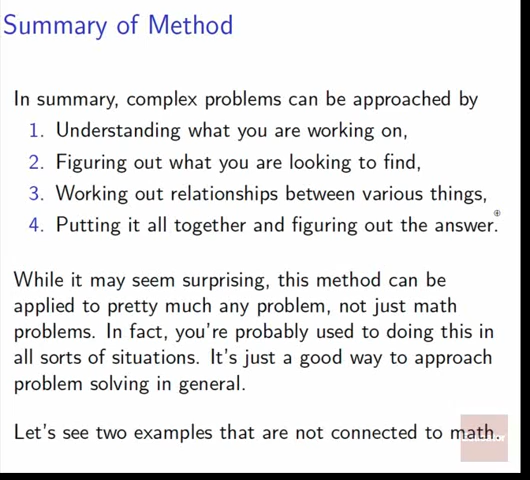 Summary of Method
In summary, complex problems can be approached by
1. Understanding what you are working on,
2. Figuring out what you are looking to find,
3. Working out relationships between various things,
4. Putting it all together and figuring out the answer.
While it may seem surprising, this method can be
applied to pretty much any problem, not just math
problems. In fact, you're probably used to doing this in
all sorts of situations. It's just a good way to approach
problem solving in general.
Let's see two examples that are not connected to math.